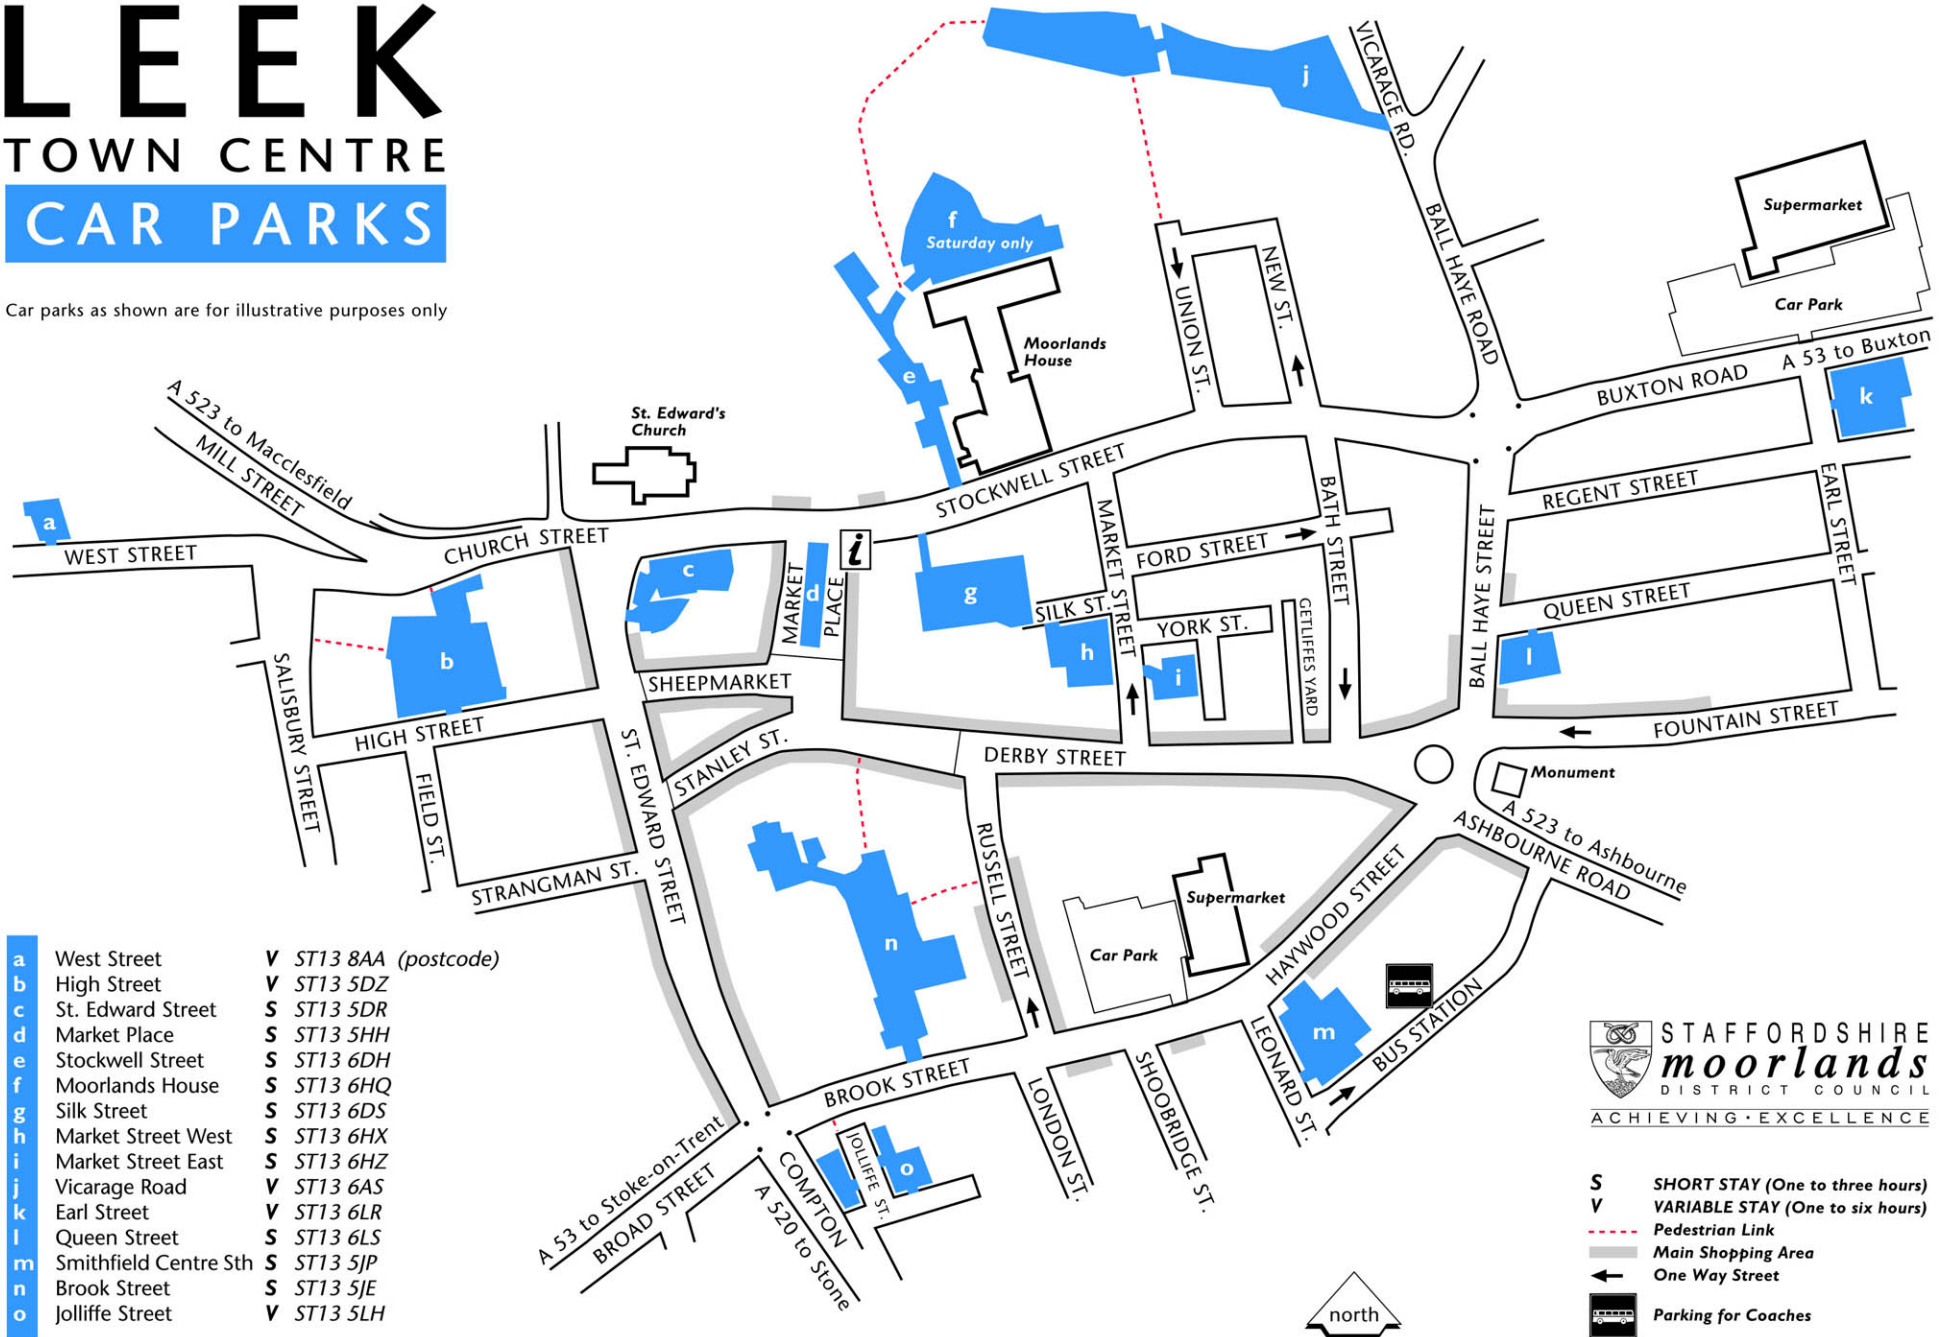 LEEK
TOWN CENTRE
CAR PARKS
Car parks as shown are for illustrative purposes only
j
VICARAGE RD.
BALL HAYE ROAD
Supermarket
Car Park
f
Saturday only
Moorlands
House
e
UNION ST.
NEW ST.
A 53 to Buxton
BUXTON ROAD
k
A 523 to Macclesfield
MILL STREET
St. Edward's
Church
a
WEST STREET
CHURCH STREET
STOCKWELL STREET
REGENT STREET
EARL STREET
BATH STREET
MARKET STREET
FORD STREET
BALL HAYE STREET
QUEEN STREET
c
MARKET
d
PLACE
i
g
SILK ST.
h
YORK ST.
i
GETLIFFES YARD
l
b
SALISBURY STREET
HIGH STREET
FIELD ST.
SHEEPMARKET
STANLEY ST.
ST. EDWARD STREET
DERBY STREET
FOUNTAIN STREET
Monument
A 523 to Ashbourne
ASHBOURNE ROAD
STRANGMAN ST.
RUSSELL STREET
n
Supermarket
Car Park
HAYWOOD STREET
m
BUS STATION
LEONARD ST.
BROOK STREET
LONDON ST.
SHOOBRIDGE ST.
JOLLIFFE ST.
o
COMPTON
A 53 to Stoke-on-Trent
BROAD STREET
A 520 to Stone
a West Street V ST13 8AA (postcode)
b High Street V ST13 5DZ
c St. Edward Street S ST13 5DR
d Market Place S ST13 5HH
e Stockwell Street S ST13 6DH
f Moorlands House S ST13 6HQ
g Silk Street S ST13 6DS
h Market Street West S ST13 6HX
i Market Street East S ST13 6HZ
j Vicarage Road V ST13 6AS
k Earl Street V ST13 6LR
l Queen Street S ST13 6LS
m Smithfield Centre Sth S ST13 5JP
n Brook Street S ST13 5JE
o Jolliffe Street V ST13 5LH
north
STAFFORDSHIRE
moorlands
DISTRICT COUNCIL
ACHIEVING · EXCELLENCE
S SHORT STAY (One to three hours)
V VARIABLE STAY (One to six hours)
Pedestrian Link
Main Shopping Area
One Way Street
Parking for Coaches